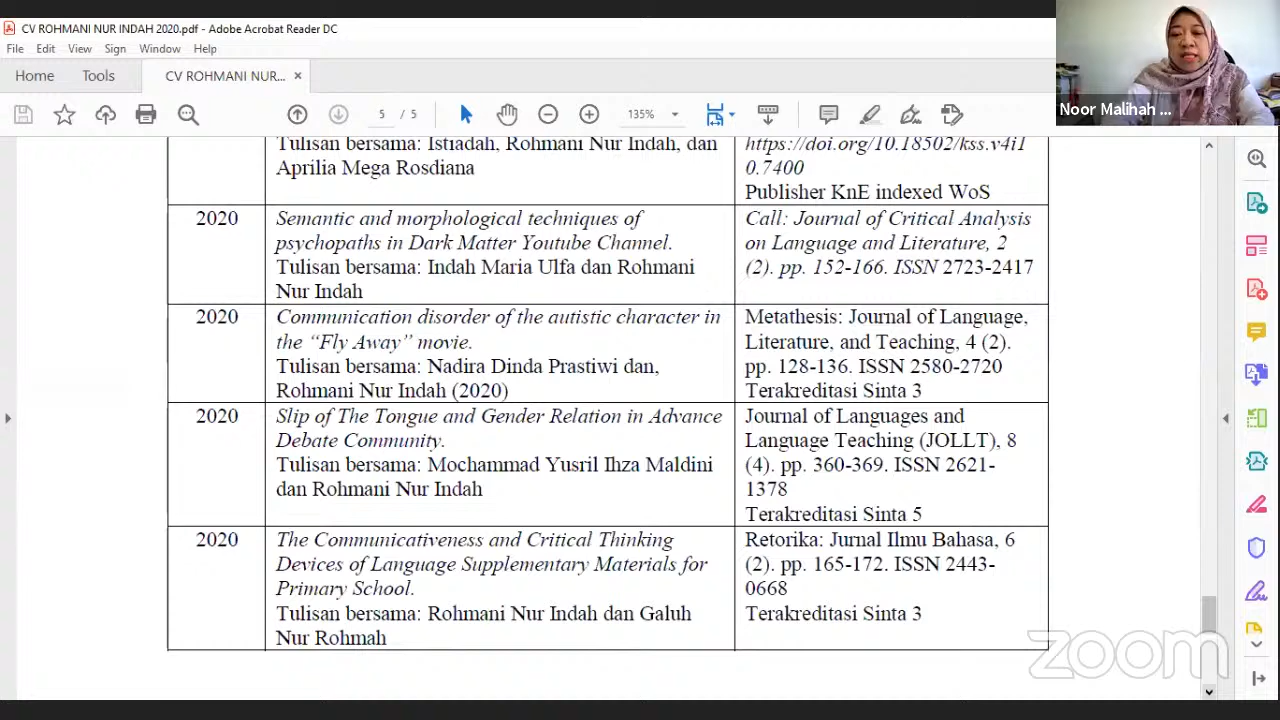 CV ROHMANI NUR INDAH 2020.pdf - Adobe Acrobat Reader DC
File Edit View Sign Window Help
Home Tools CV ROHMANI NUR... ×
5 / 5 135%
Noor Malihah ...
Tulisan bersama: Istiadah, Rohmani Nur Indah, dan
Aprilia Mega Rosdiana
https://doi.org/10.18502/kss.v4i1
0.7400
Publisher KnE indexed WoS
2020
Semantic and morphological techniques of
psychopaths in Dark Matter Youtube Channel.
Tulisan bersama: Indah Maria Ulfa dan Rohmani
Nur Indah
Call: Journal of Critical Analysis
on Language and Literature, 2
(2). pp. 152-166. ISSN 2723-2417
2020
Communication disorder of the autistic character in
the “Fly Away” movie.
Tulisan bersama: Nadira Dinda Prastiwi dan,
Rohmani Nur Indah (2020)
Metathesis: Journal of Language,
Literature, and Teaching, 4 (2).
pp. 128-136. ISSN 2580-2720
Terakreditasi Sinta 3
2020
Slip of The Tongue and Gender Relation in Advance
Debate Community.
Tulisan bersama: Mochammad Yusril Ihza Maldini
dan Rohmani Nur Indah
Journal of Languages and
Language Teaching (JOLLT), 8
(4). pp. 360-369. ISSN 2621-
1378
Terakreditasi Sinta 5
2020
The Communicativeness and Critical Thinking
Devices of Language Supplementary Materials for
Primary School.
Tulisan bersama: Rohmani Nur Indah dan Galuh
Nur Rohmah
Retorika: Jurnal Ilmu Bahasa, 6
(2). pp. 165-172. ISSN 2443-
0668
Terakreditasi Sinta 3
zoom